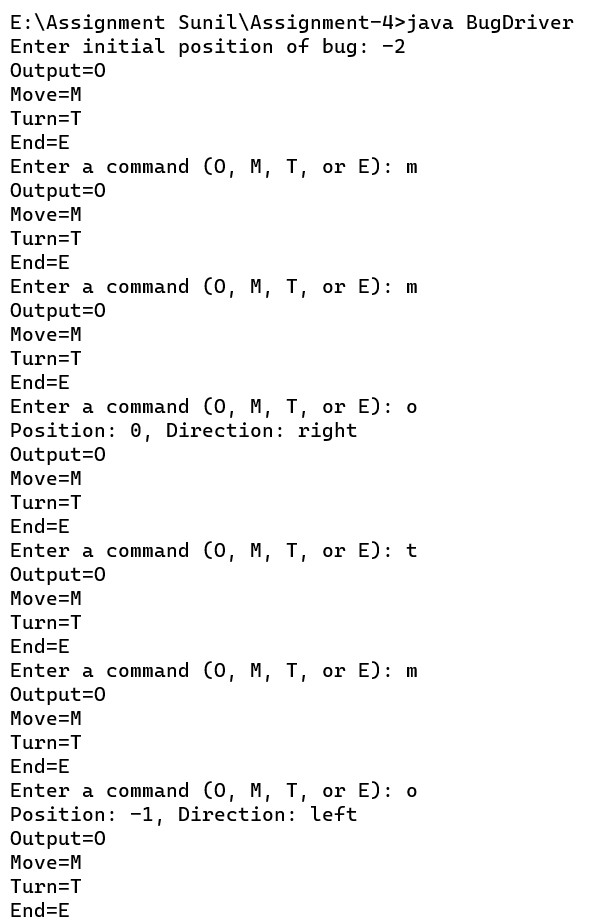 E:\Assignment Sunil\Assignment-4>java BugDriver
Enter initial position of bug: -2
Output=O
Move=M
Turn=T
End=E
Enter a command (O, M, T, or E): m
Output=O
Move=M
Turn=T
End=E
Enter a command (O, M, T, or E): m
Output=O
Move=M
Turn=T
End=E
Enter a command (O, M, T, or E): o
Position: 0, Direction: right
Output=O
Move=M
Turn=T
End=E
Enter a command (O, M, T, or E): t
Output=O
Move=M
Turn=T
End=E
Enter a command (O, M, T, or E): m
Output=O
Move=M
Turn=T
End=E
Enter a command (O, M, T, or E): o
Position: -1, Direction: left
Output=O
Move=M
Turn=T
End=E